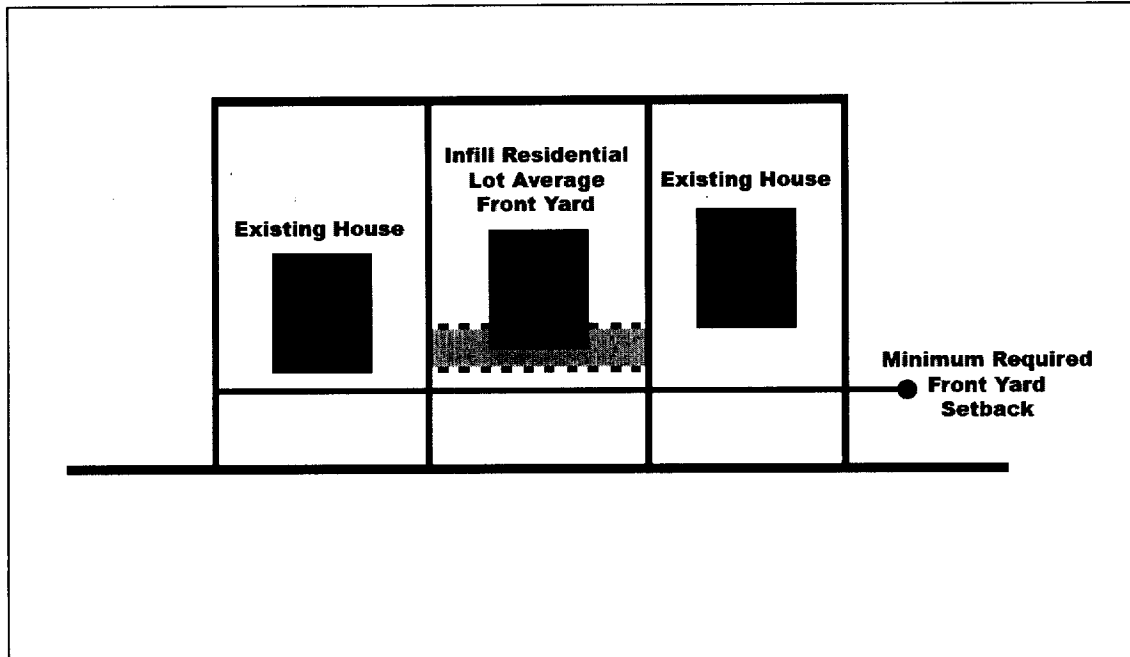 Infill Residential
Lot Average
Front Yard
Existing House
Existing House
Minimum Required
Front Yard
Setback